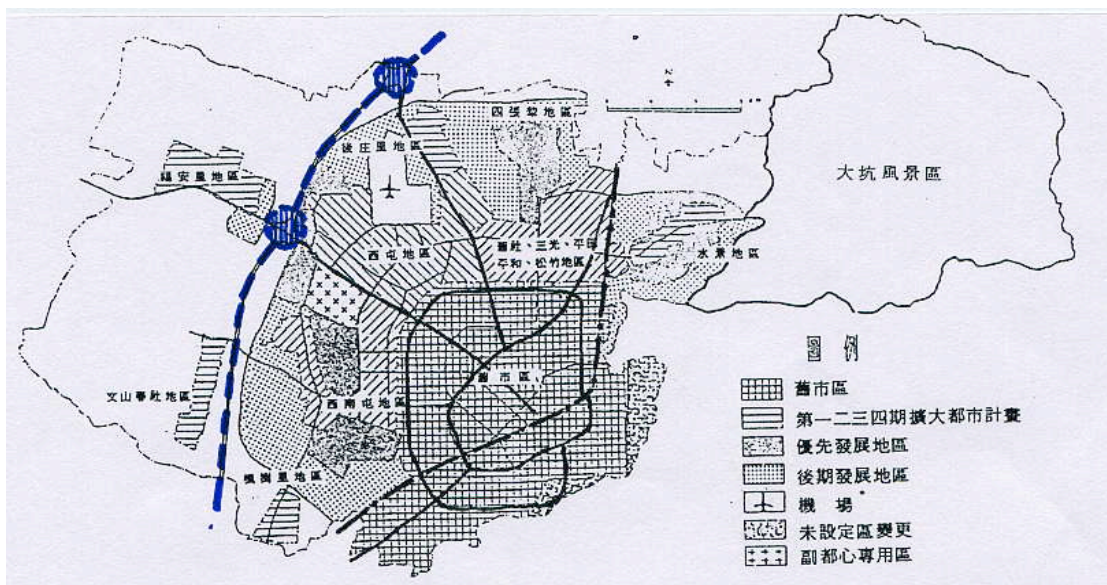 四張犁地區
後庄里地區
大坑風景區
福安里地區
舊社、三光、平田
平和、松竹地區
西屯地區
水景地區
圖例
舊市區
舊市區
第一二三四期擴大都市計畫
文山春社地區
西南屯地區
優先發展地區
後期發展地區
楓樹里地區
機場
未設定區變更
副都心專用區